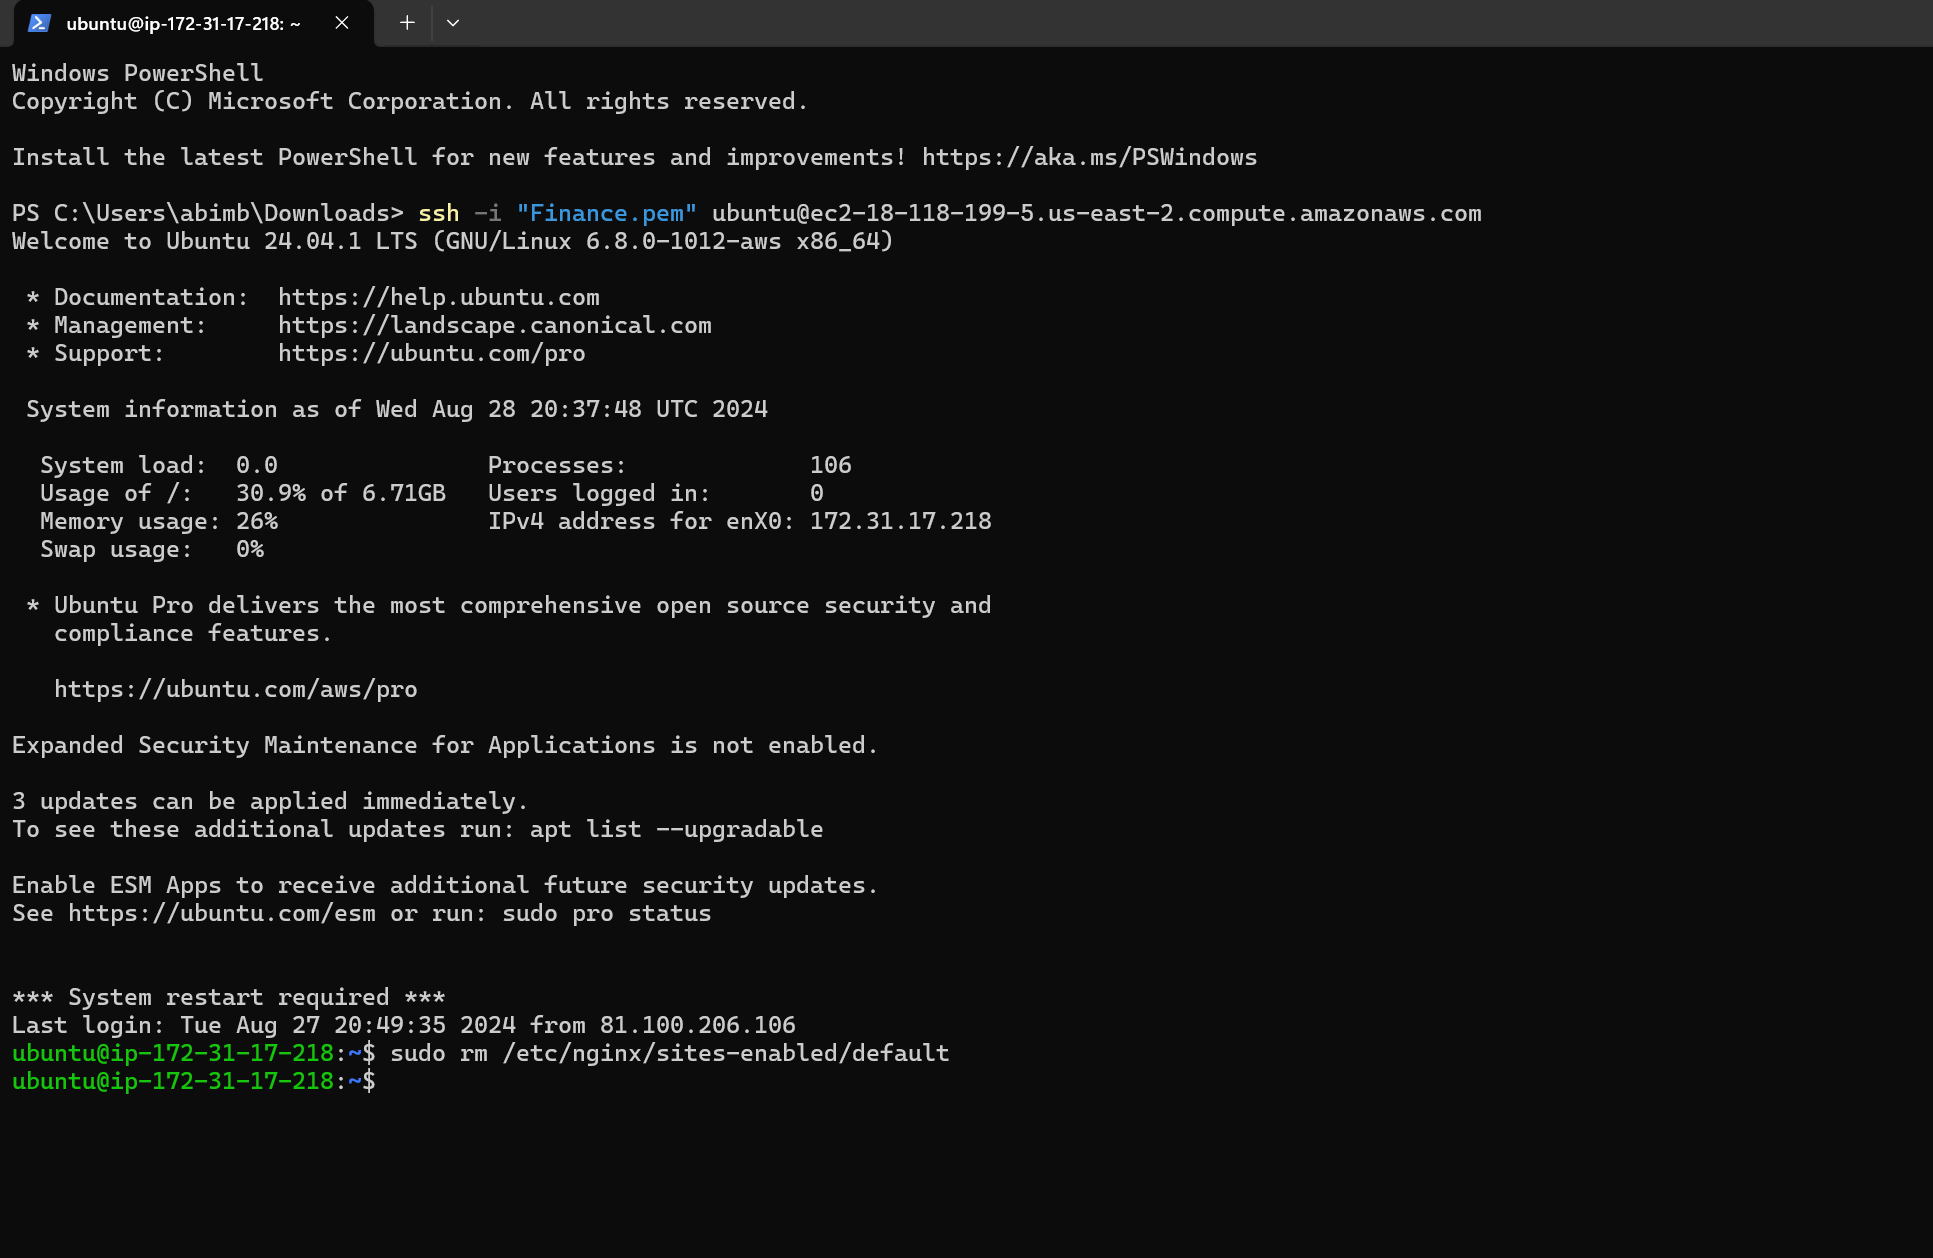 ubuntu@ip-172-31-17-218: ~
Windows PowerShell
Copyright (C) Microsoft Corporation. All rights reserved.
Install the latest PowerShell for new features and improvements! https://aka.ms/PSWindows
PS C:\Users\abimb\Downloads> ssh -i "Finance.pem" ubuntu@ec2-18-118-199-5.us-east-2.compute.amazonaws.com
Welcome to Ubuntu 24.04.1 LTS (GNU/Linux 6.8.0-1012-aws x86_64)
* Documentation:  https://help.ubuntu.com
* Management:     https://landscape.canonical.com
* Support:        https://ubuntu.com/pro
System information as of Wed Aug 28 20:37:48 UTC 2024
System load:  0.0               Processes:             106
Usage of /:   30.9% of 6.71GB   Users logged in:       0
Memory usage: 26%               IPv4 address for enX0: 172.31.17.218
Swap usage:   0%
* Ubuntu Pro delivers the most comprehensive open source security and
compliance features.
https://ubuntu.com/aws/pro
Expanded Security Maintenance for Applications is not enabled.
3 updates can be applied immediately.
To see these additional updates run: apt list --upgradable
Enable ESM Apps to receive additional future security updates.
See https://ubuntu.com/esm or run: sudo pro status
*** System restart required ***
Last login: Tue Aug 27 20:49:35 2024 from 81.100.206.106
ubuntu@ip-172-31-17-218:~$ sudo rm /etc/nginx/sites-enabled/default
ubuntu@ip-172-31-17-218:~$